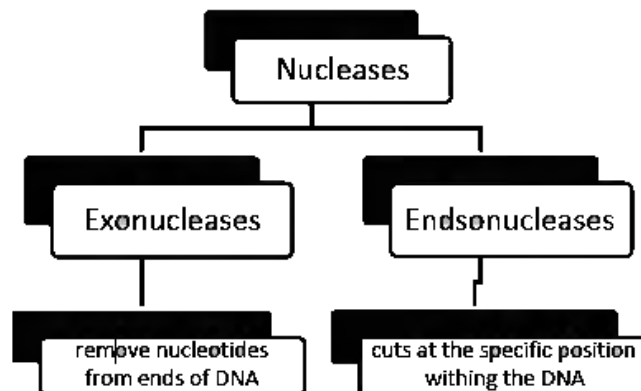 Nucleases
Exonucleases
Endsonucleases
remove nucleotides
from ends of DNA
cuts at the specific position
withing the DNA